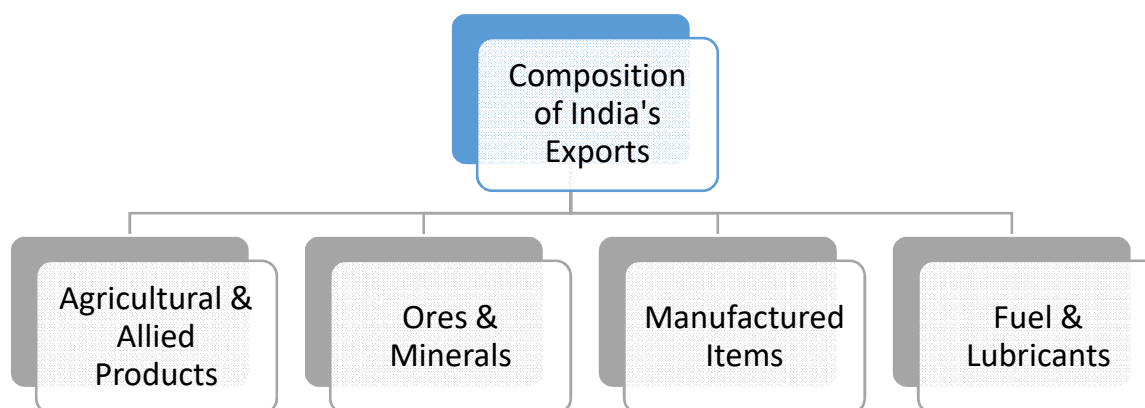 Composition
of India's
Exports
Agricultural &
Allied
Products
Ores &
Minerals
Manufactured
Items
Fuel &
Lubricants